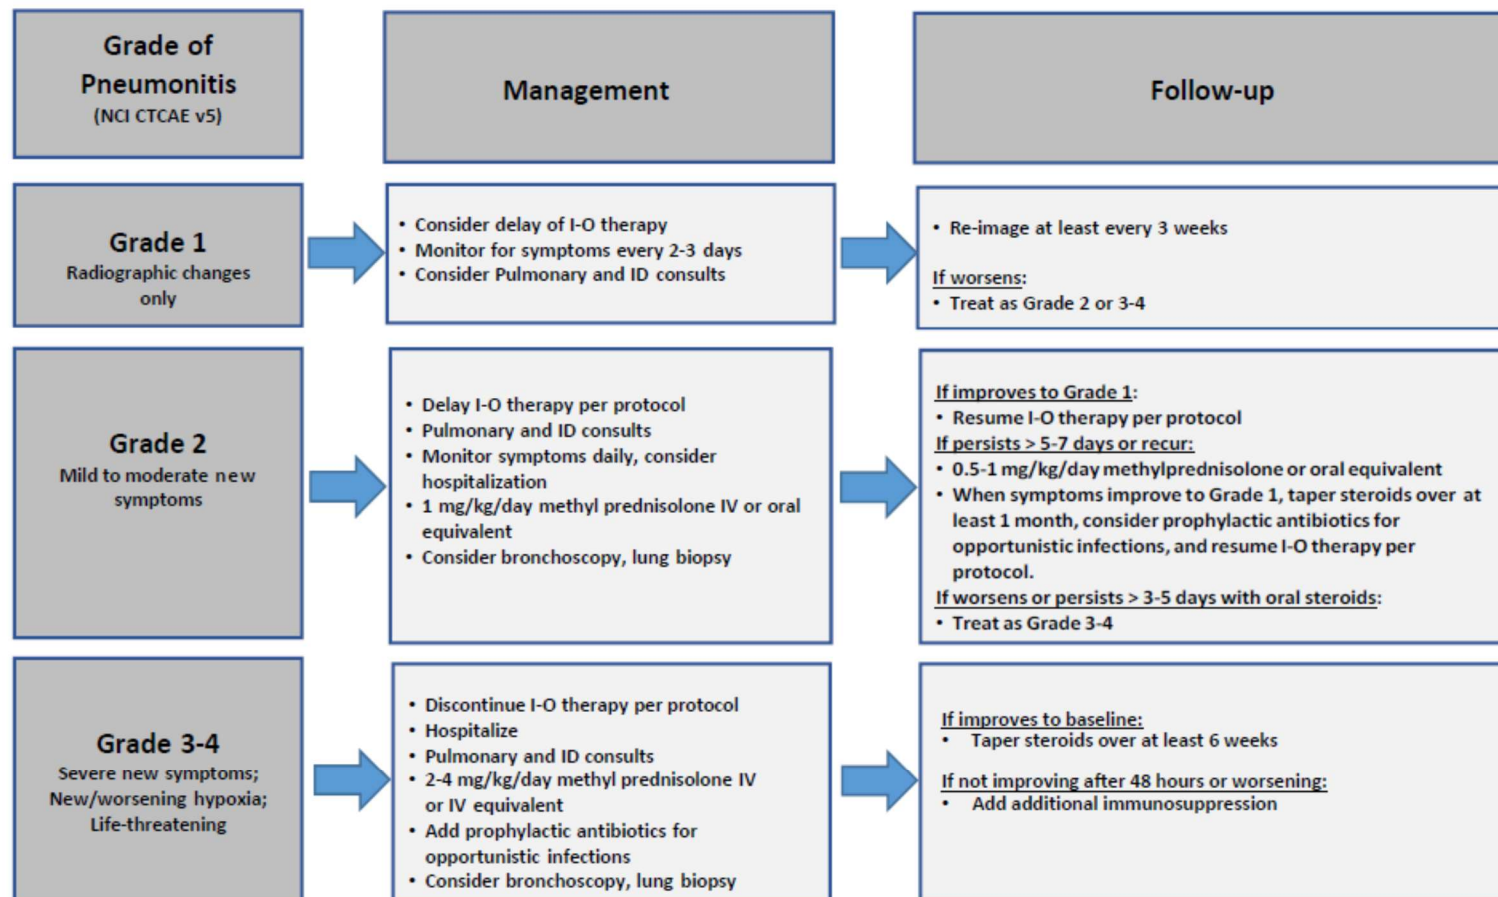 Grade of
Pneumonitis
(NCI CTCAE v5)
Management
Follow-up
Grade 1
Radiographic changes
only
• Consider delay of I-O therapy
• Monitor for symptoms every 2-3 days
• Consider Pulmonary and ID consults
• Re-image at least every 3 weeks
If worsens:
• Treat as Grade 2 or 3-4
Grade 2
Mild to moderate new
symptoms
• Delay I-O therapy per protocol
• Pulmonary and ID consults
• Monitor symptoms daily, consider
hospitalization
• 1 mg/kg/day methyl prednisolone IV or oral
equivalent
• Consider bronchoscopy, lung biopsy
If improves to Grade 1:
• Resume I-O therapy per protocol
If persists > 5-7 days or recur:
• 0.5-1 mg/kg/day methylprednisolone or oral equivalent
• When symptoms improve to Grade 1, taper steroids over at
least 1 month, consider prophylactic antibiotics for
opportunistic infections, and resume I-O therapy per
protocol.
If worsens or persists > 3-5 days with oral steroids:
• Treat as Grade 3-4
Grade 3-4
Severe new symptoms;
New/worsening hypoxia;
Life-threatening
• Discontinue I-O therapy per protocol
• Hospitalize
• Pulmonary and ID consults
• 2-4 mg/kg/day methyl prednisolone IV
or IV equivalent
• Add prophylactic antibiotics for
opportunistic infections
• Consider bronchoscopy, lung biopsy
If improves to baseline:
• Taper steroids over at least 6 weeks
If not improving after 48 hours or worsening:
• Add additional immunosuppression